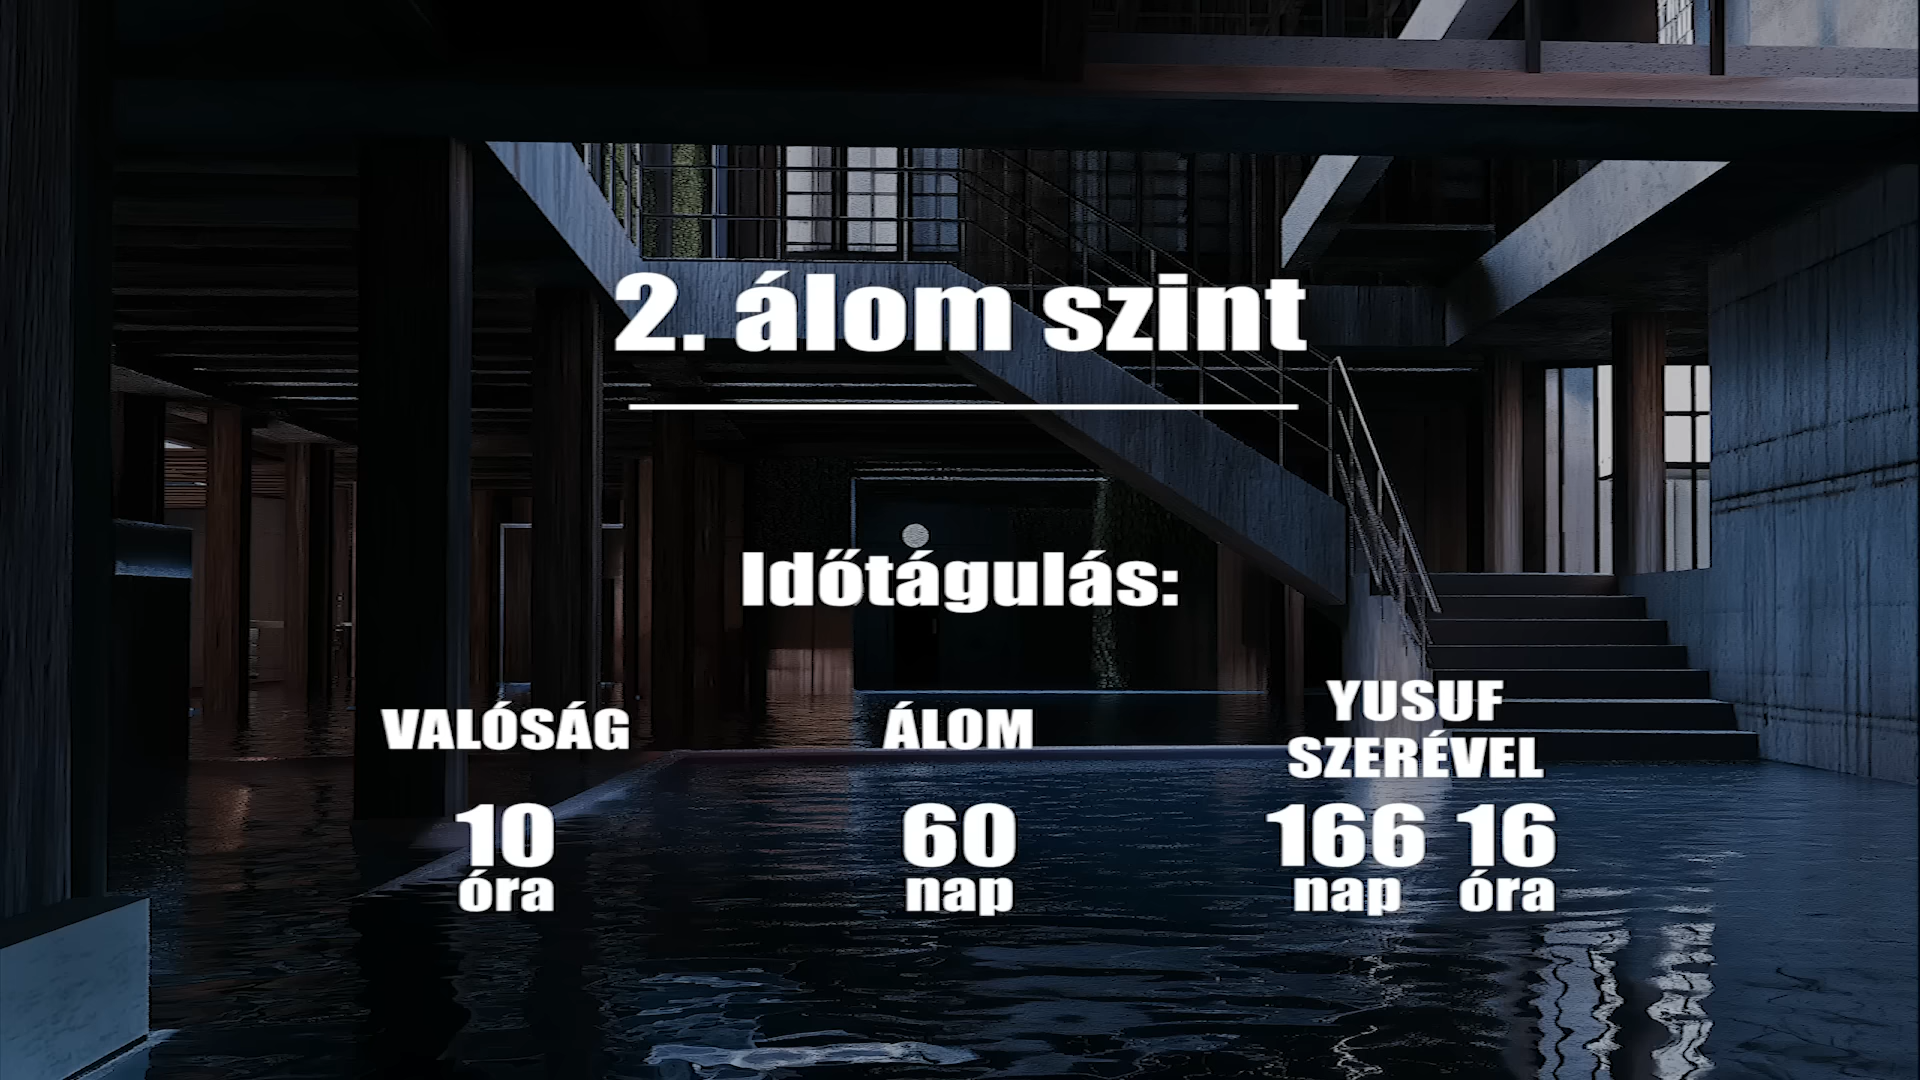 2. álom szint
Időtágulás:
VALÓSÁG
10
óra
ÁLOM
60
nap
YUSUF
SZERÉVEL
166 16
nap óra